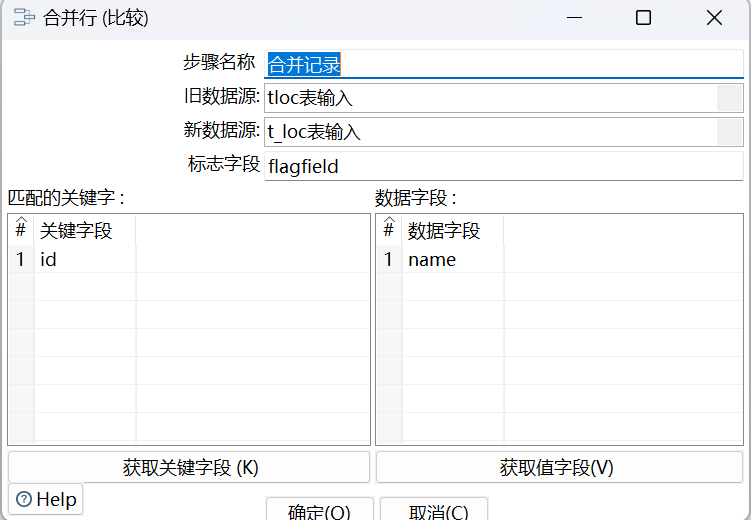 合并行 (比较)
步骤名称 合并记录
旧数据源: tloc表输入
新数据源: t_loc表输入
标志字段 flagfield
匹配的关键字 :
数据字段 :
# 关键字段
1 id
# 数据字段
1 name
获取关键字段 (K)
获取值字段(V)
Help
确定(O)
取消(C)